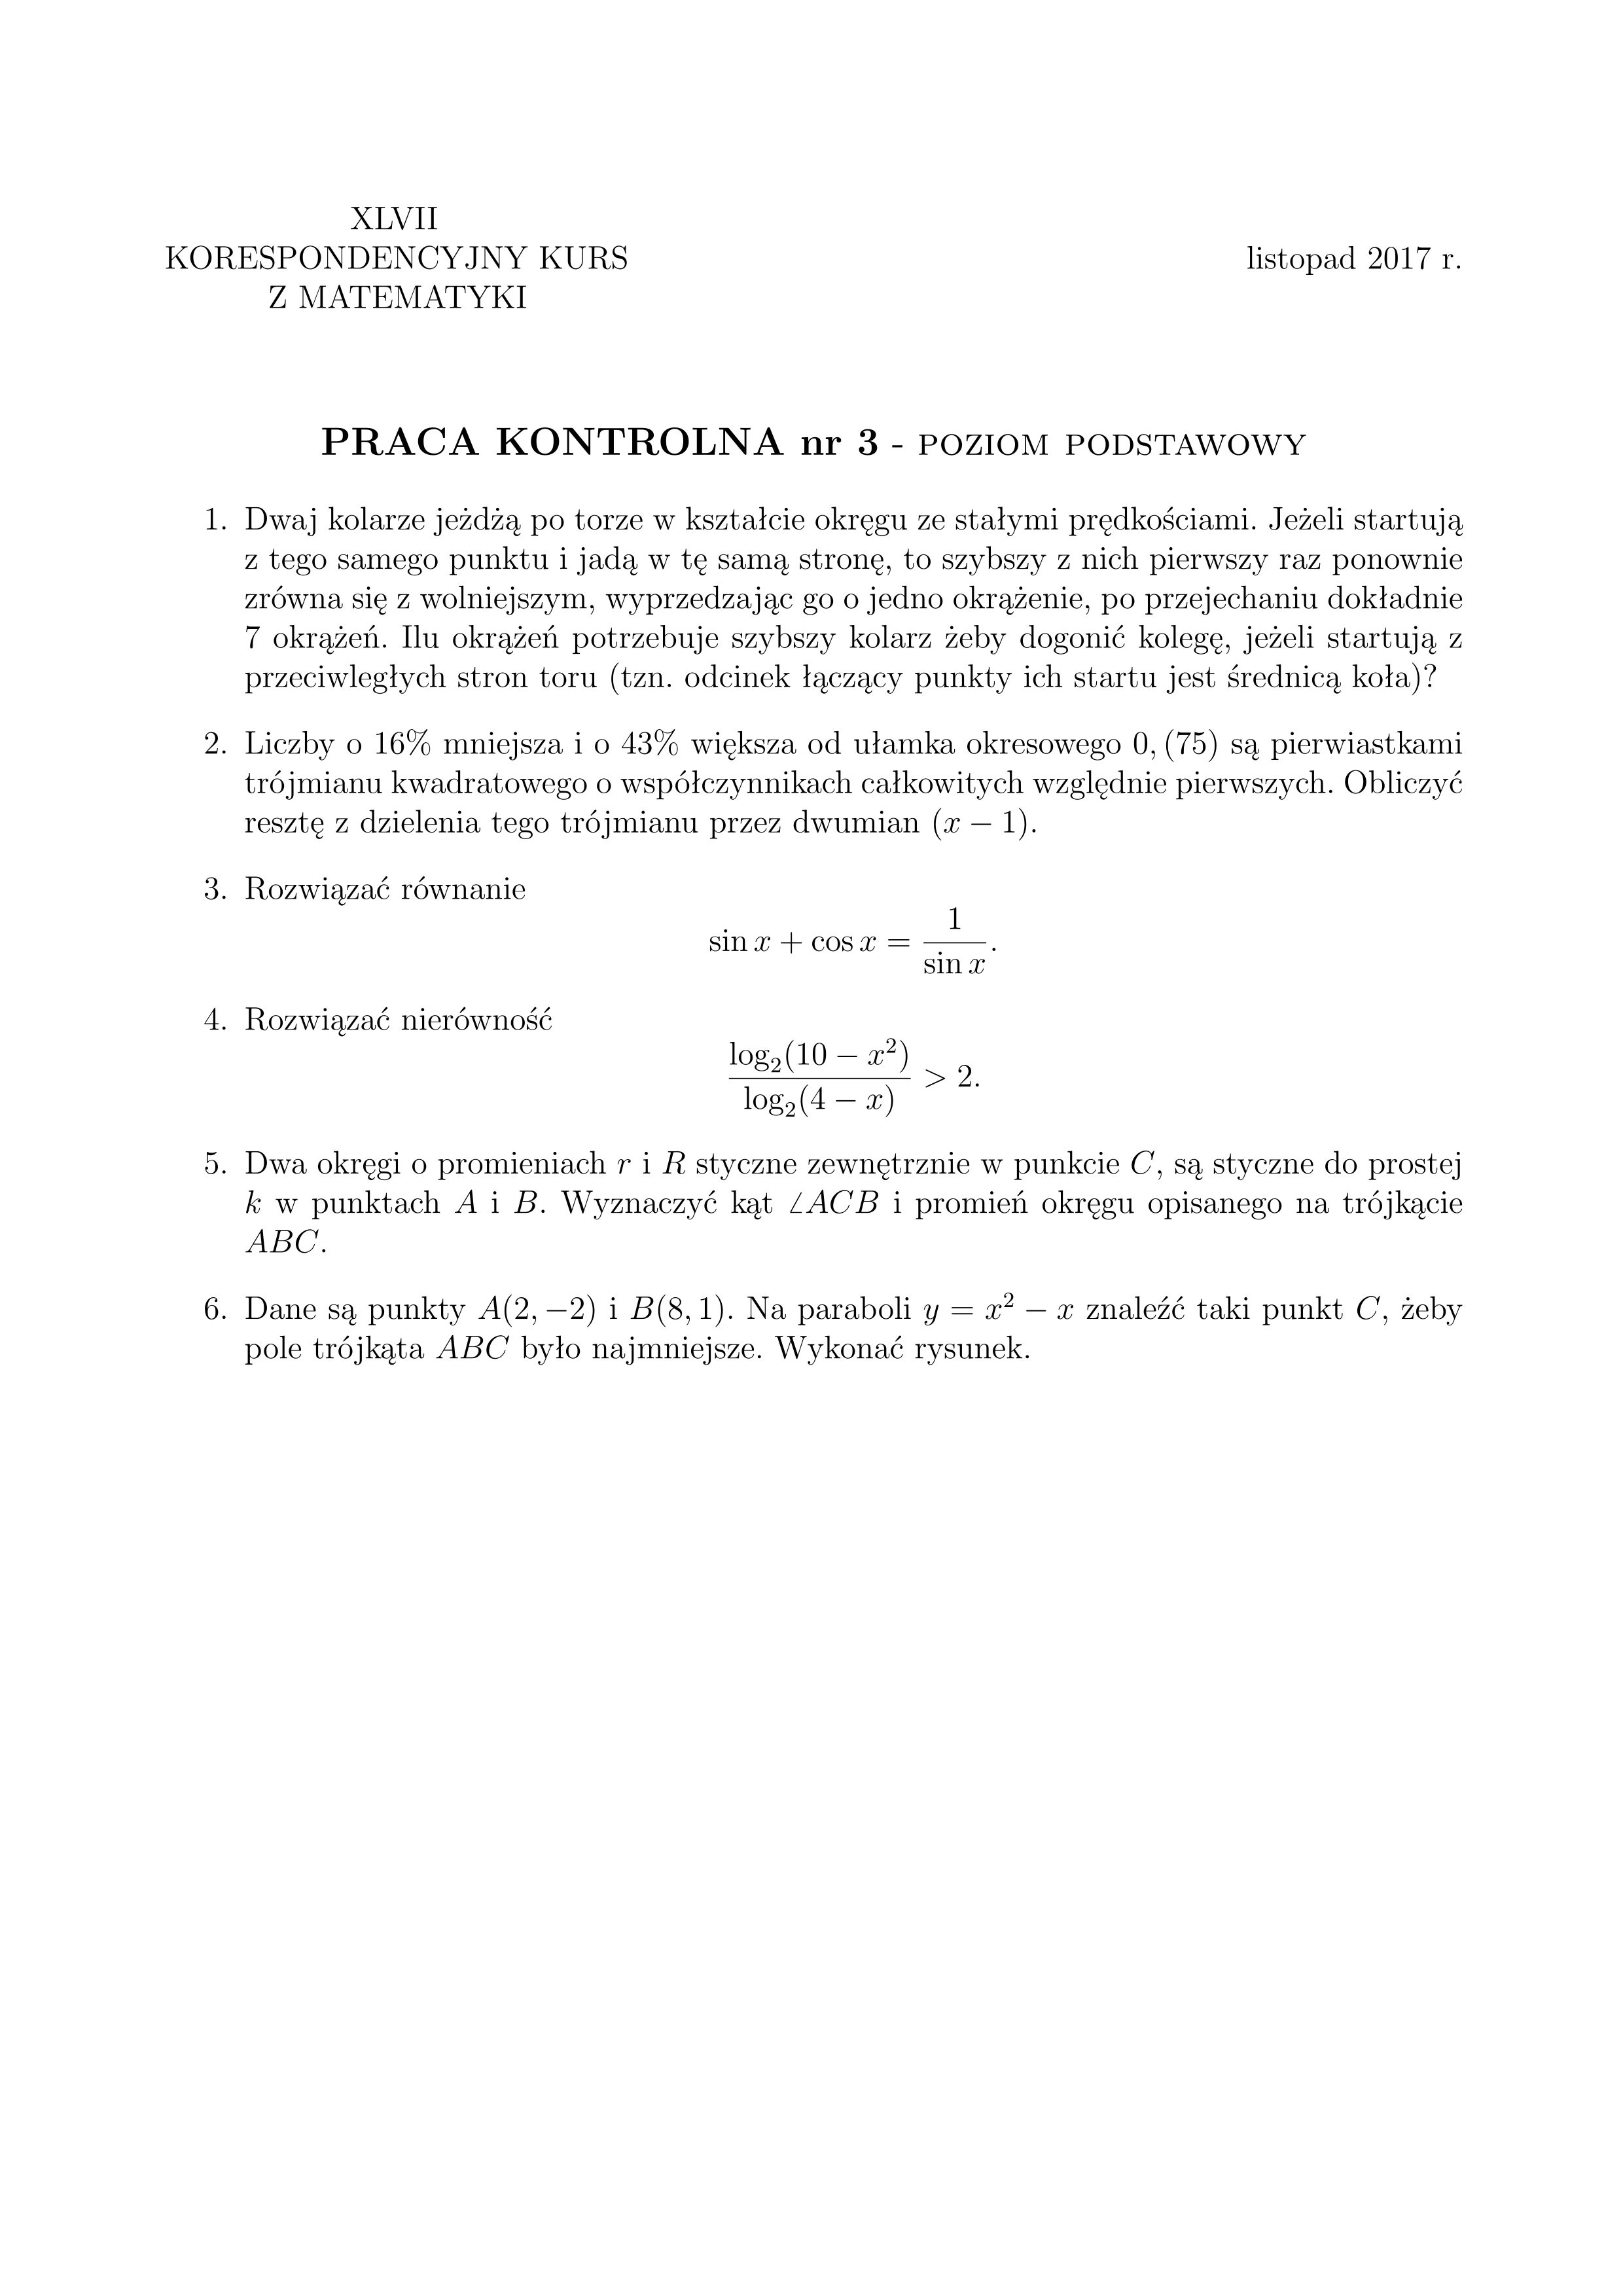 XLVII
KORESPONDENCYJNY KURS
Z MATEMATYKI
listopad 2017 r.
PRACA KONTROLNA nr 3 - POZIOM PODSTAWOWY
1. Dwaj kolarze jeżdżą po torze w kształcie okręgu ze stałymi prędkościami. Jeżeli startują
z tego samego punktu i jadą w tę samą stronę, to szybszy z nich pierwszy raz ponownie
zrówna się z wolniejszym, wyprzedzając go o jedno okrążenie, po przejechaniu dokładnie
7 okrążeń. Ilu okrążeń potrzebuje szybszy kolarz żeby dogonić kolegę, jeżeli startują z
przeciwległych stron toru (tzn. odcinek łączący punkty ich startu jest średnicą koła)?
2. Liczby o 16% mniejsza i o 43% większa od ułamka okresowego 0, (75) są pierwiastkami
trójmianu kwadratowego o współczynnikach całkowitych względnie pierwszych. Obliczyć
resztę z dzielenia tego trójmianu przez dwumian (x − 1).
3. Rozwiązać równanie
sin x + cos x = 1 / sin x.
4. Rozwiązać nierówność
log₂(10 − x²) / log₂(4 − x) > 2.
5. Dwa okręgi o promieniach r i R styczne zewnętrznie w punkcie C, są styczne do prostej
k w punktach A i B. Wyznaczyć kąt ∠ACB i promień okręgu opisanego na trójkącie
ABC.
6. Dane są punkty A(2, −2) i B(8, 1). Na paraboli y = x² − x znaleźć taki punkt C, żeby
pole trójkąta ABC było najmniejsze. Wykonać rysunek.